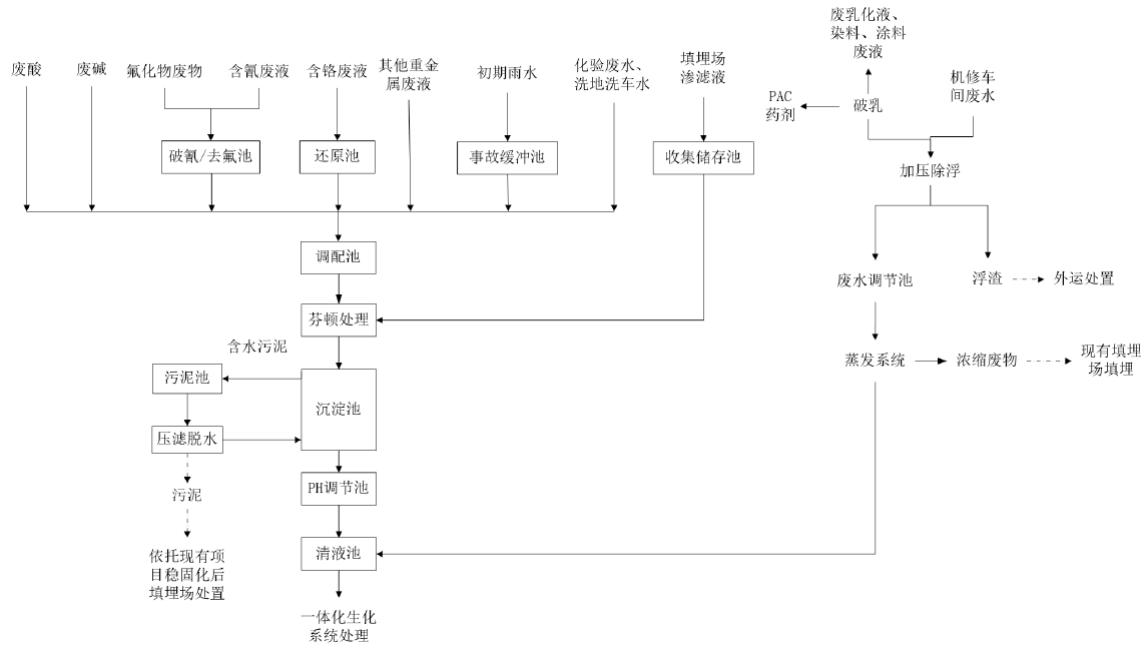 废酸
废碱
氟化物废物
含氰废液
含铬废液
其他重金
属废液
初期雨水
化验废水、
洗地洗车水
填埋场
渗滤液
废乳化液、
染料、涂料
废液
机修车
间废水
PAC
药剂
破乳
破氰/去氟池
还原池
事故缓冲池
收集储存池
加压除浮
调配池
废水调节池
浮渣
外运处置
芬顿处理
含水污泥
污泥池
沉淀池
蒸发系统
浓缩废物
现有填埋
场填埋
压滤脱水
污泥
PH调节池
依托现有项
目稳固化后
填埋场处置
清液池
一体化生化
系统处理